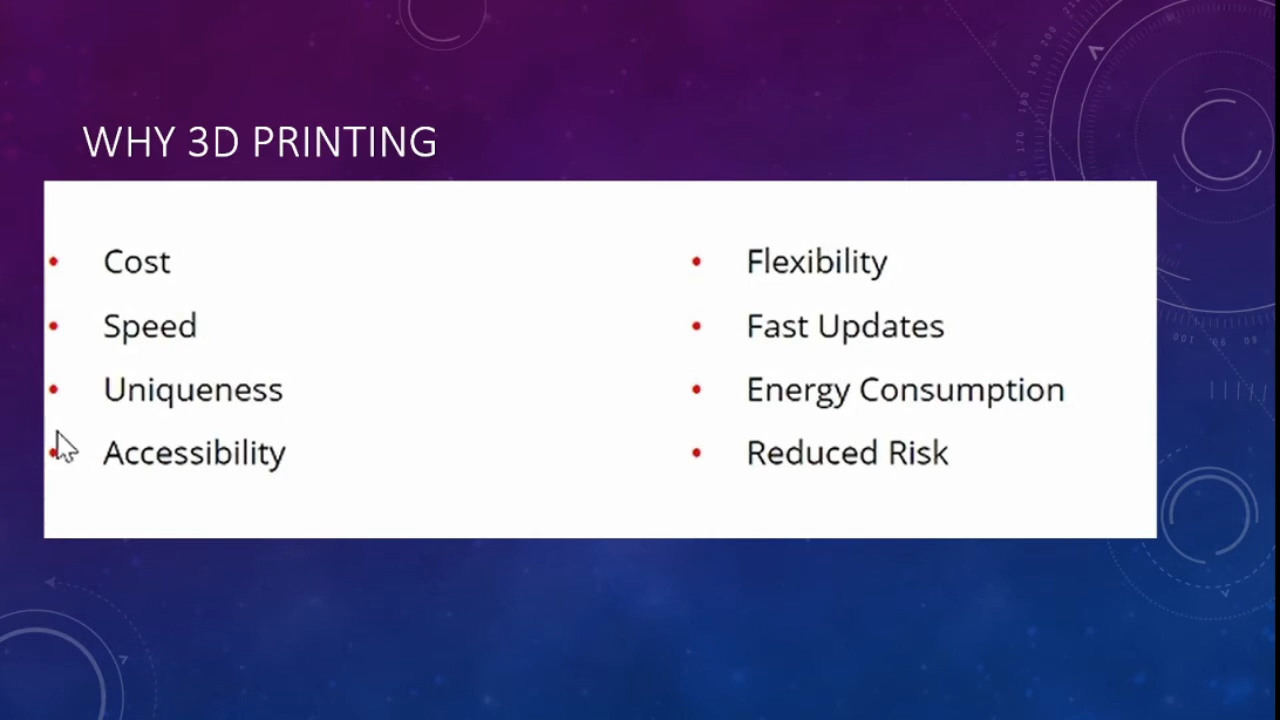 WHY 3D PRINTING
• Cost
• Speed
• Uniqueness
• Accessibility
• Flexibility
• Fast Updates
• Energy Consumption
• Reduced Risk